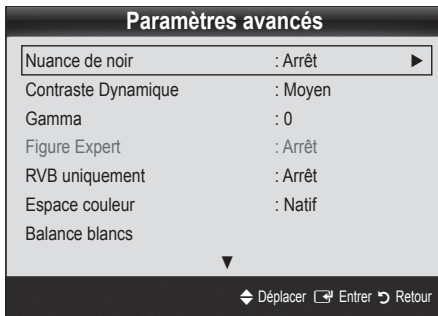 Paramètres avancés
Nuance de noir : Arrêt ►
Contraste Dynamique : Moyen
Gamma : 0
Figure Expert : Arrêt
RVB uniquement : Arrêt
Espace couleur : Natif
Balance blancs
▼
Déplacer Entrer Retour